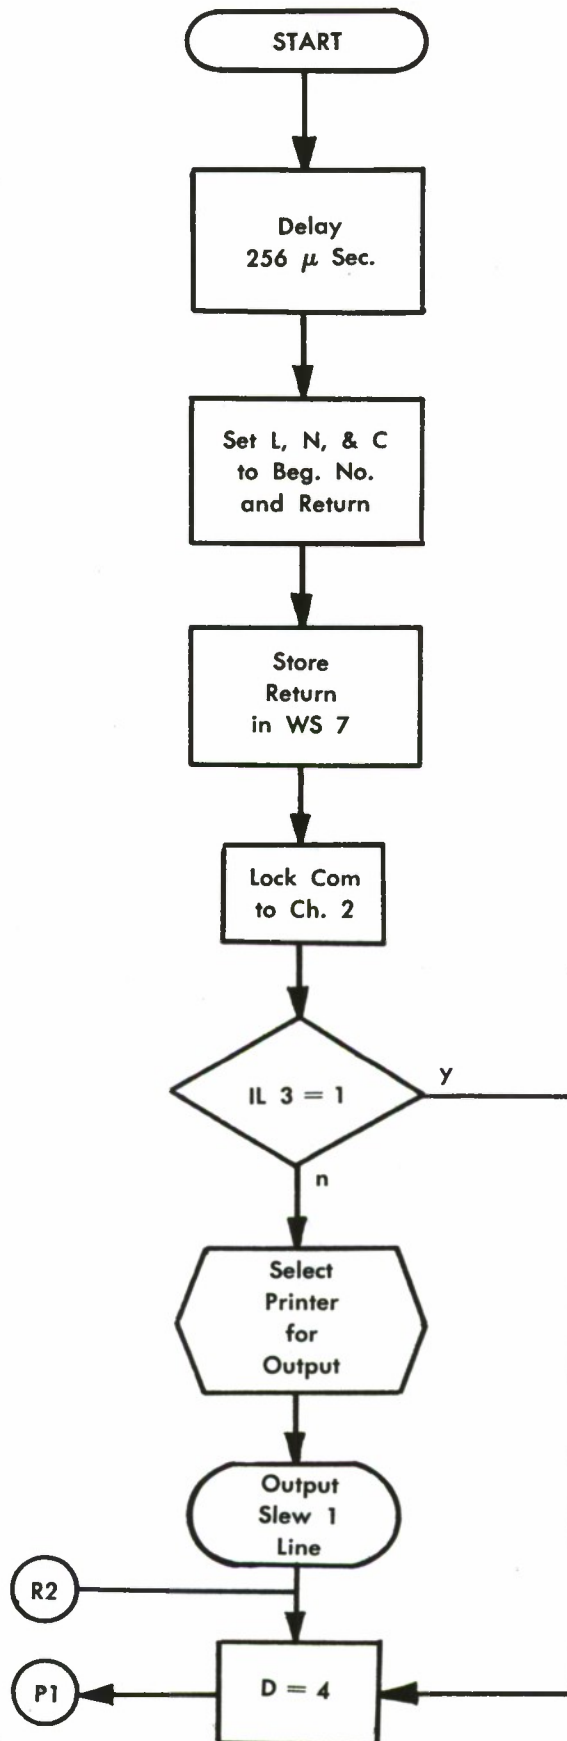 START
Delay
256 μ Sec.
Set L, N, & C
to Beg. No.
and Return
Store
Return
in WS 7
Lock Com
to Ch. 2
IL 3 = 1
y
n
Select
Printer
for
Output
Output
Slew 1
Line
R2
P1
D = 4